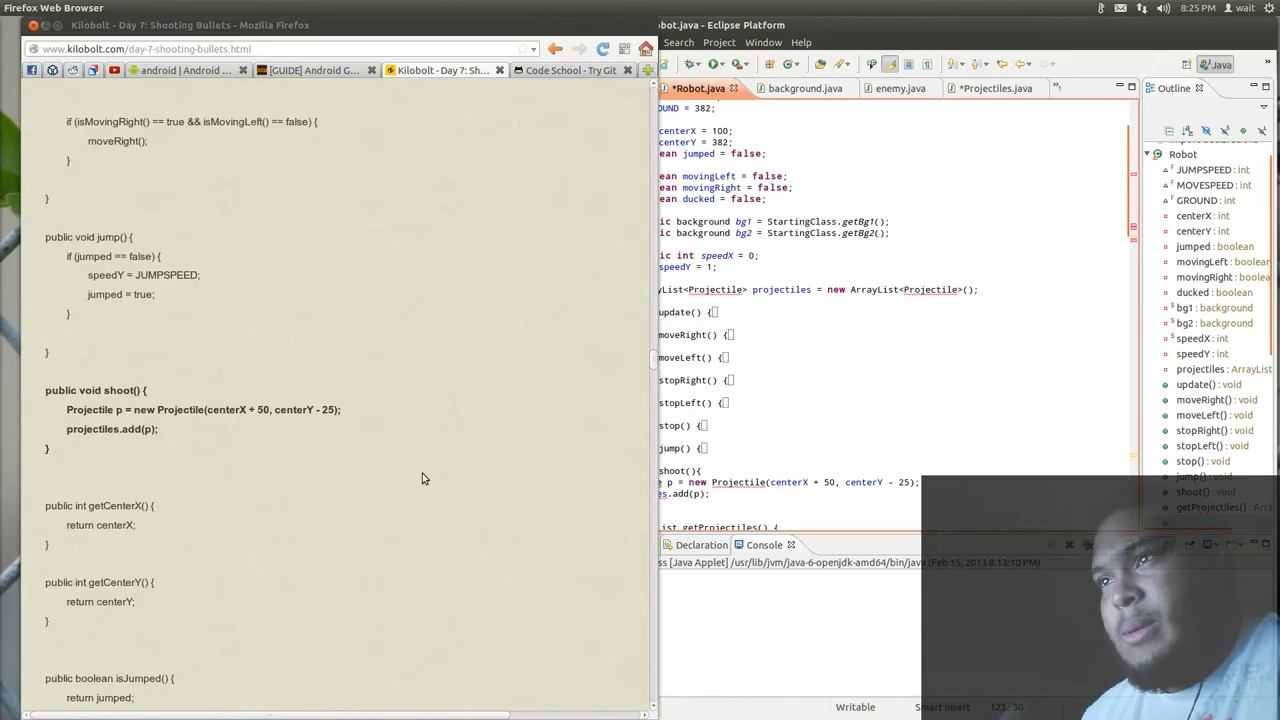 Firefox Web Browser
8:25 PM
wait
Kilobolt - Day 7: Shooting Bullets - Mozilla Firefox
www.kilobolt.com/day-7-shooting-bullets.html
android | Android ...
[GUIDE] Android G...
Kilobolt - Day 7: Sh...
Code School - Try Git
if (isMovingRight() == true && isMovingLeft() == false) {
moveRight();
}
}
public void jump() {
if (jumped == false) {
speedY = JUMPSPEED;
jumped = true;
}
}
public void shoot() {
Projectile p = new Projectile(centerX + 50, centerY - 25);
projectiles.add(p);
}
public int getCenterX() {
return centerX;
}
public int getCenterY() {
return centerY;
}
public boolean isJumped() {
return jumped;
obot.java - Eclipse Platform
Search Project Window Help
Java
*Robot.java
background.java
enemy.java
*Projectiles.java
OUND = 382;
centerX = 100;
centerY = 382;
ean jumped = false;
ean movingLeft = false;
ean movingRight = false;
ean ducked = false;
ic background bg1 = StartingClass.getBg1();
ic background bg2 = StartingClass.getBg2();
ic int speedX = 0;
speedY = 1;
yList<Projectile> projectiles = new ArrayList<Projectile>();
update() {
moveRight() {
moveLeft() {
stopRight() {
stopLeft() {
stop() {
jump() {
shoot(){
e p = new Projectile(centerX + 50, centerY - 25);
es.add(p);
List getProjectiles() {
Declaration
Console
ss [Java Applet] /usr/lib/jvm/java-6-openjdk-amd64/bin/java (Feb 15, 2013 8:13:10 PM)
Writable
Smart Insert
123 : 30
Outline
Robot
JUMPSPEED : int
MOVESPEED : int
GROUND : int
centerX : int
centerY : int
jumped : boolean
movingLeft : boolean
movingRight : boolea
ducked : boolean
bg1 : background
bg2 : background
speedX : int
speedY : int
projectiles : ArrayList
update() : void
moveRight() : void
moveLeft() : void
stopRight() : void
stopLeft() : void
stop() : void
jump() : void
shoot() : void
getProjectiles() : Array